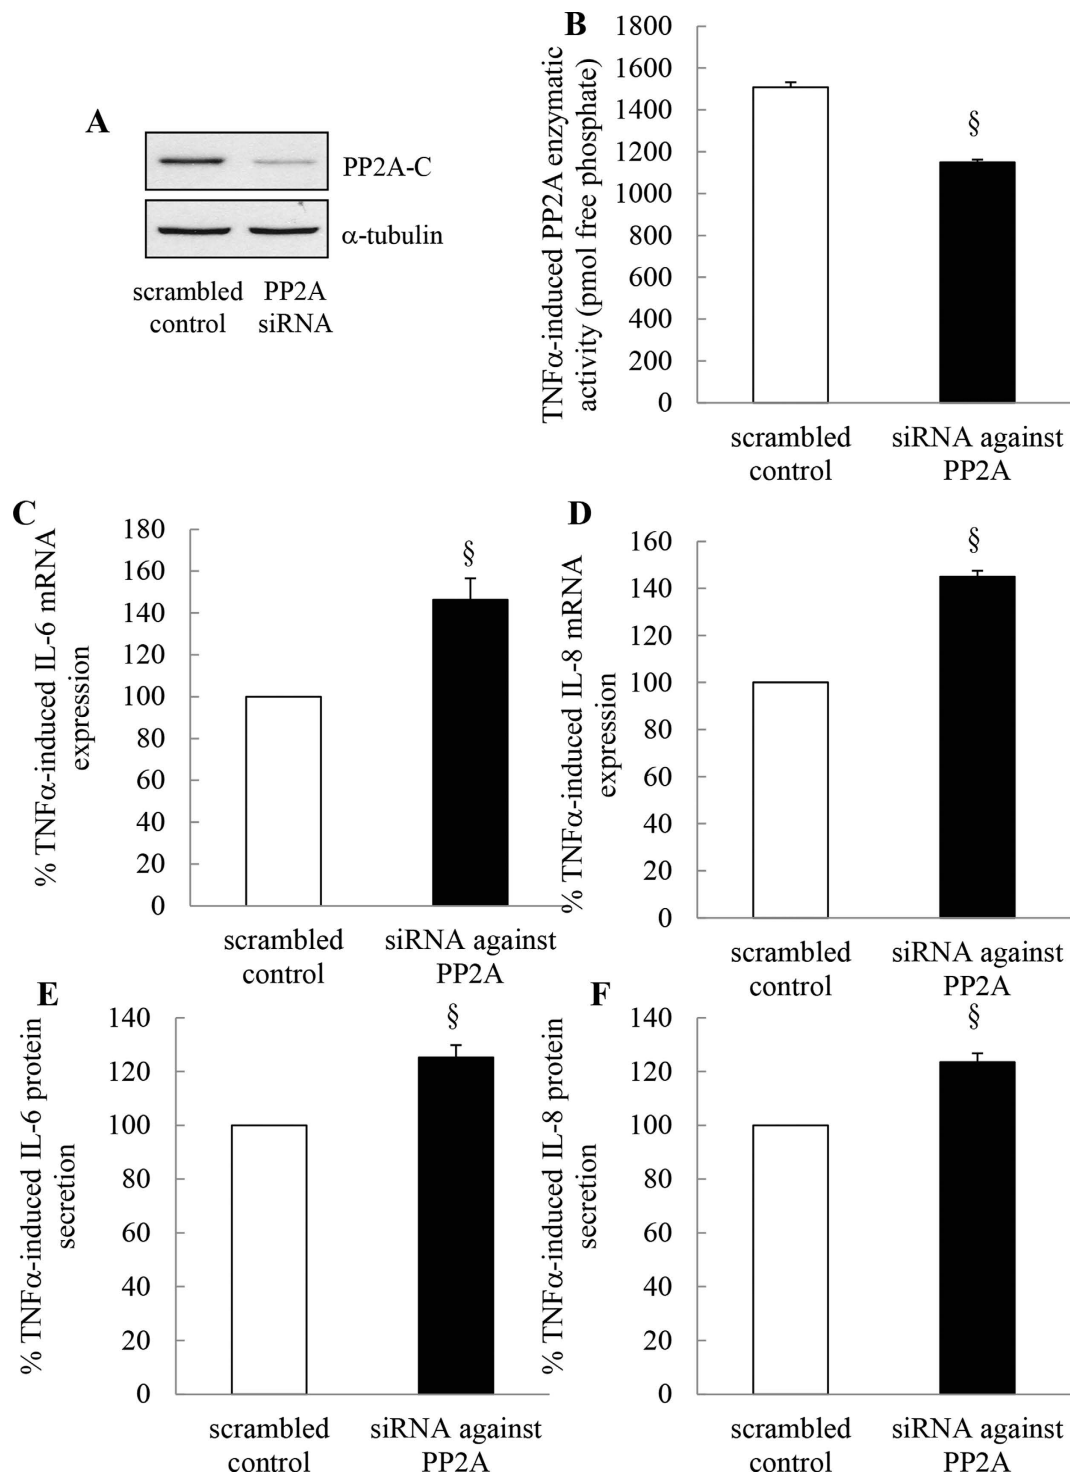 A
PP2A-C
α-tubulin
scrambled PP2A
control siRNA
B
TNFα-induced PP2A enzymatic
activity (pmol free phosphate)
1800
1600
1400
1200
1000
800
600
400
200
0
§
scrambled siRNA against
control PP2A
C
% TNFα-induced IL-6 mRNA
expression
180
160
140
120
100
80
60
40
20
0
§
scrambled siRNA against
control PP2A
D
% TNFα-induced IL-8 mRNA
expression
160
140
120
100
80
60
40
20
0
§
scrambled siRNA against
control PP2A
E
% TNFα-induced IL-6 protein
secretion
140
120
100
80
60
40
20
0
§
scrambled siRNA against
control PP2A
F
% TNFα-induced IL-8 protein
secretion
140
120
100
80
60
40
20
0
§
scrambled siRNA against
control PP2A